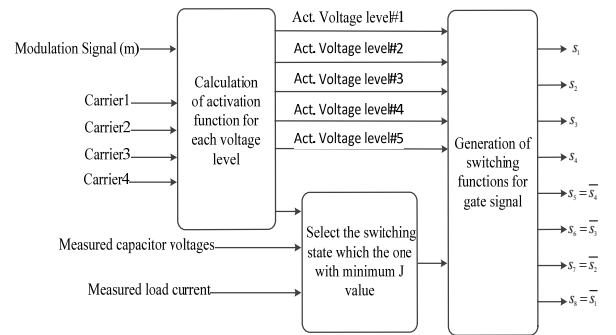 Modulation Signal (m)
Carrier1
Carrier2
Carrier3
Carrier4
Calculation
of activation
function for
each voltage
level
Act. Voltage level#1
Act. Voltage level#2
Act. Voltage level#3
Act. Voltage level#4
Act. Voltage level#5
Measured capacitor voltages
Measured load current
Select the switching
state which the one
with minimum J
value
Generation of
switching
functions for
gate signal
s₁
s₂
s₃
s₄
s₅ = s̅₄
s₆ = s̅₃
s₇ = s̅₂
s₈ = s̅₁